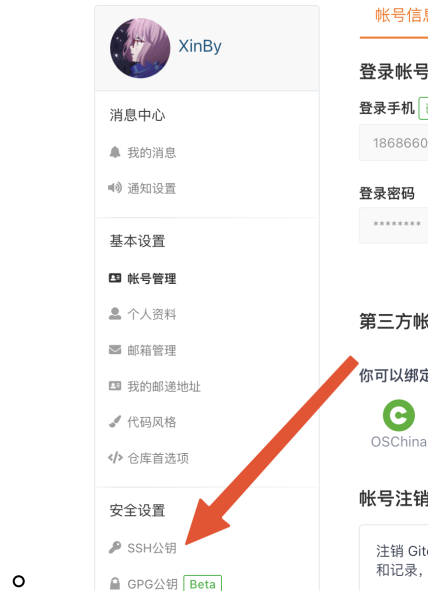 XinBy
消息中心
我的消息
通知设置
基本设置
帐号管理
个人资料
邮箱管理
我的邮递地址
代码风格
仓库首选项
安全设置
SSH公钥
GPG公钥 Beta
帐号信息
登录帐号
登录手机
1868660
登录密码
********
第三方帐
你可以绑定
OSChina
帐号注销
注销 Gite
和记录，